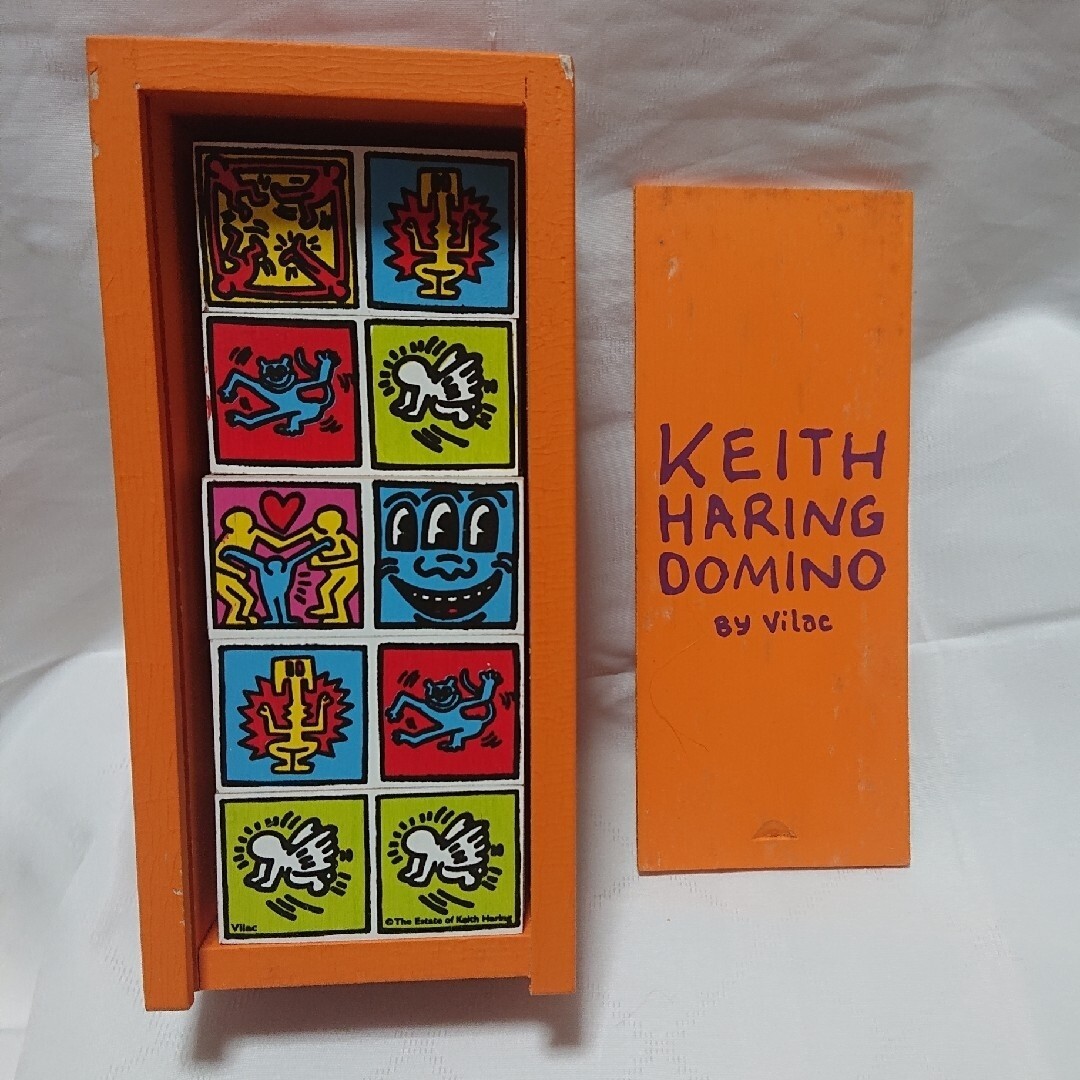 KEITH
HARING
DOMINO
By Vilac
Vilac
© The Estate of Keith Haring